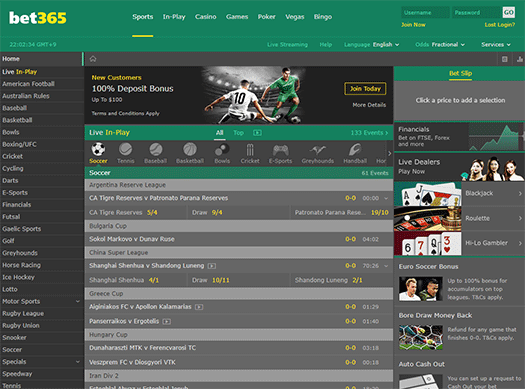 bet365
Sports In-Play Casino Games Poker Vegas Bingo
Username Password GO
Join Now Lost Login?
22:02:34 GMT+9
Live Streaming Help Language English Odds Fractional Services
Home
Live In-Play
American Football
Australian Rules
Baseball
Basketball
Bowls
Boxing/UFC
Cricket
Cycling
Darts
E-Sports
Financials
Futsal
Gaelic Sports
Golf
Greyhounds
Horse Racing
Ice Hockey
Lotto
Motor Sports
Rugby League
Rugby Union
Snooker
Soccer
Specials
Speedway
Tennis
New Customers
100% Deposit Bonus
Up To $100
Terms and Conditions Apply
Join Today
More Details
Live In-Play All Top 133 Events
Soccer Tennis Baseball Basketball Bowls Cricket E-Sports Greyhounds Handball Hor
Soccer 61 Events
Argentina Reserve League
CA Tigre Reserves v Patronato Parana Reserves 0-0 00:00
CA Tigre Reserves 5/4 Draw 9/4 Patronato Parana Rese... 19/10
Bulgaria Cup
Sokol Markovo v Dunav Ruse 0-0 04:02
China Super League
Shanghai Shenhua v Shandong Luneng 0-0 70:26
Shanghai Shenhua 4/1 Draw 10/11 Shandong Luneng 2/1
Greece Cup
Aiginiakos FC v Apollon Kalamarias 0-0 01:29
Panserraikos v Ergotelis 0-0 01:40
Hungary Cup
Dunaharaszti MTK v Ferencvarosi TC 0-0 03:18
Veszprem FC v Diosgyori VTK 0-0 00:38
Iran Div 2
Bet Slip
Click a price to add a selection
Financials
Bet on FTSE, Forex
and more
Live Dealers
Play Now
Blackjack
Roulette
Hi-Lo Gambler
Euro Soccer Bonus
Up to 100% bonus for
accumulators on top
leagues. T&Cs apply.
Bore Draw Money Back
Refund for any game that
finishes 0-0. T&Cs apply.
Auto Cash Out
You can set up a request to
Cash Out your Bet